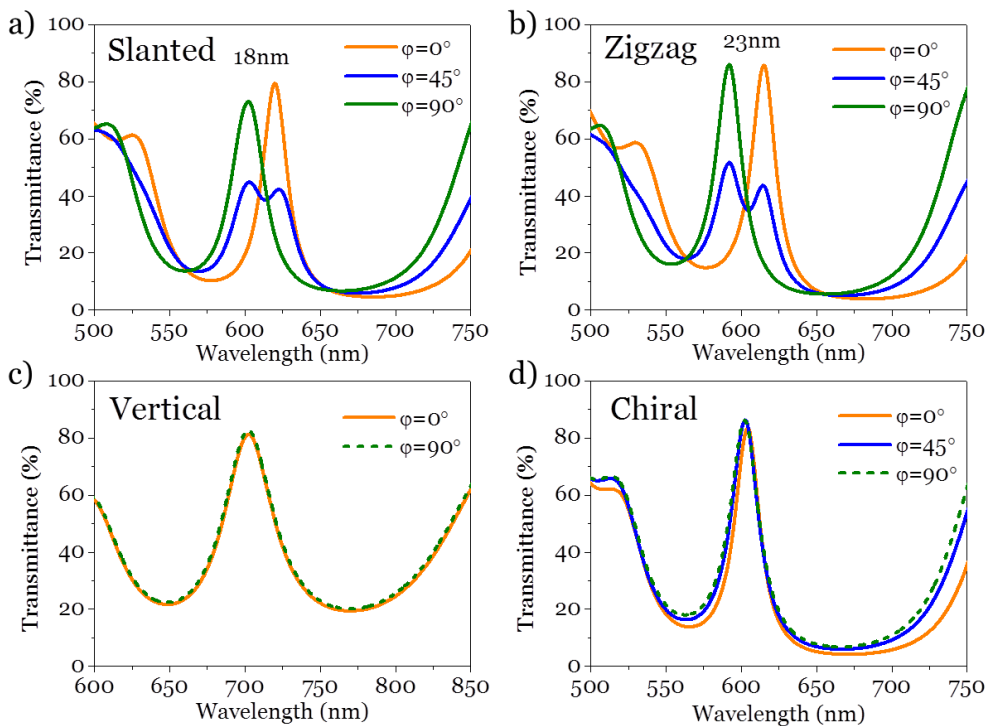 a)
Slanted
18nm
φ=0°
φ=45°
φ=90°
Transmittance (%)
100
80
60
40
20
0
500 550 600 650 700 750
Wavelength (nm)
b)
Zigzag
23nm
φ=0°
φ=45°
φ=90°
Transmittance (%)
100
80
60
40
20
0
500 550 600 650 700 750
Wavelength (nm)
c)
Vertical
φ=0°
φ=90°
Transmittance (%)
100
80
60
40
20
0
600 650 700 750 800 850
Wavelength (nm)
d)
Chiral
φ=0°
φ=45°
φ=90°
Transmittance (%)
100
80
60
40
20
0
500 550 600 650 700 750
Wavelength (nm)